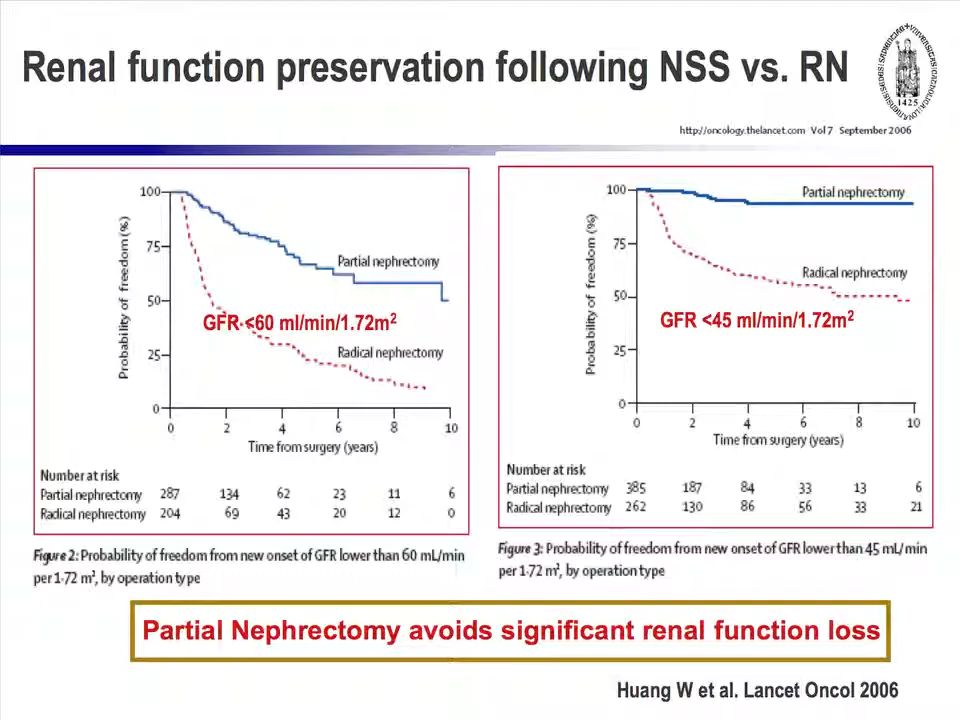 Renal function preservation following NSS vs. RN
1425
http://oncology.thelancet.com Vol 7 September 2006
Probability of freedom (%)
100
75
50
25
0
Partial nephrectomy
GFR <60 ml/min/1.72m²
Radical nephrectomy
0 2 4 6 8 10
Time from surgery (years)
Number at risk
Partial nephrectomy 287 134 62 23 11 6
Radical nephrectomy 204 69 43 20 12 0
Figure 2: Probability of freedom from new onset of GFR lower than 60 mL/min
per 1·72 m², by operation type
Probability of freedom (%)
100
75
50
25
0
Partial nephrectomy
Radical nephrectomy
GFR <45 ml/min/1.72m²
0 2 4 6 8 10
Time from surgery (years)
Number at risk
Partial nephrectomy 385 187 84 33 13 6
Radical nephrectomy 262 130 86 56 33 21
Figure 3: Probability of freedom from new onset of GFR lower than 45 mL/min
per 1·72 m², by operation type
Partial Nephrectomy avoids significant renal function loss
Huang W et al. Lancet Oncol 2006